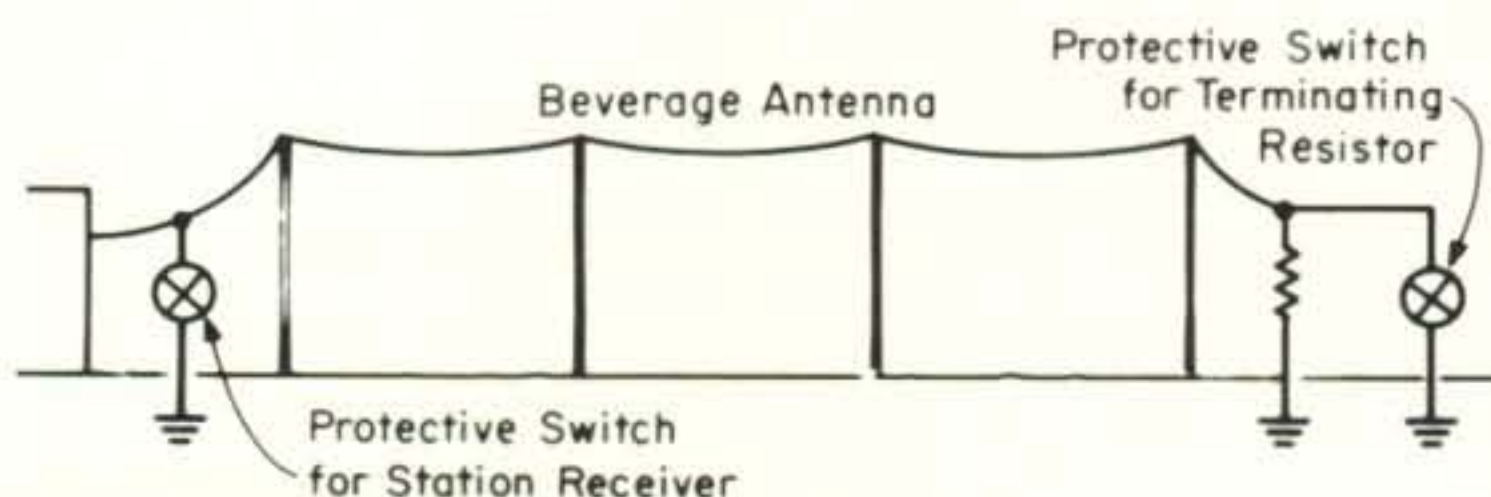 Protective Switch
for Terminating
Resistor
Beverage Antenna
Protective Switch
for Station Receiver